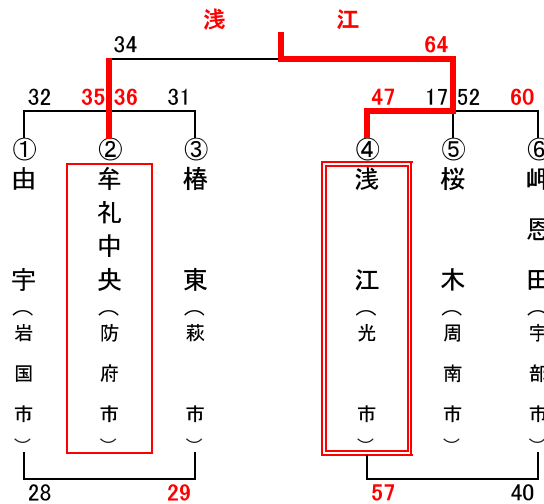 浅江
34 64
32 35 36 31 47 17 52 60
① ② ③ ④ ⑤ ⑥
由宇（岩国市）
牟礼中央（防府市）
椿東（萩市）
浅江（光市）
桜木（周南市）
岬恩田（宇部市）
28 29 57 40